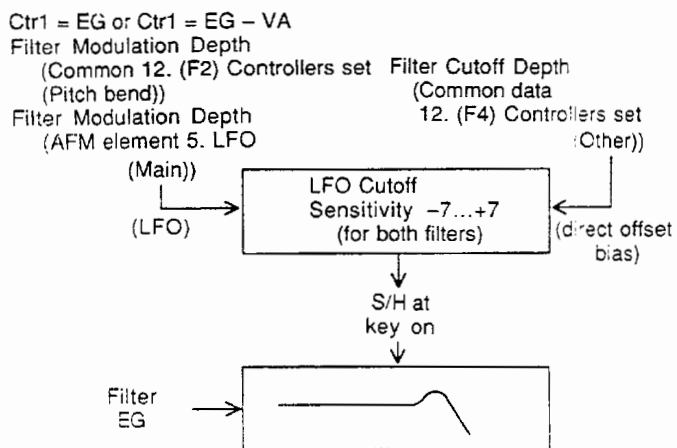 Ctr1 = EG or Ctr1 = EG – VA
Filter Modulation Depth
(Common 12. (F2) Controllers set
(Pitch bend))
Filter Modulation Depth
(AFM element 5. LFO
(Main))
(LFO)
Filter Cutoff Depth
(Common data
12. (F4) Controllers set
(Other))
(direct offset
bias)
LFO Cutoff
Sensitivity –7...+7
(for both filters)
S/H at
key on
Filter
EG